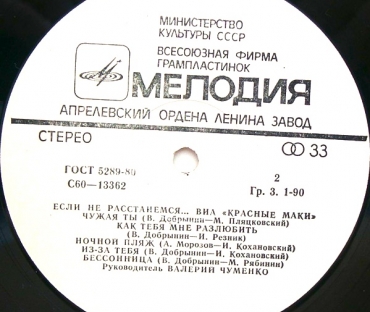 МИНИСТЕРСТВО
КУЛЬТУРЫ СССР
ВСЕСОЮЗНАЯ ФИРМА
ГРАМПЛАСТИНОК
МЕЛОДИЯ
АПРЕЛЕВСКИЙ ОРДЕНА ЛЕНИНА ЗАВОД
СТЕРЕО 33
ГОСТ 5289-80 2
С60—13362 Гр. 3. 1-90
ЕСЛИ НЕ РАССТАНЕМСЯ... ВИА «КРАСНЫЕ МАКИ»
ЧУЖАЯ ТЫ (В. Добрынин—М. Пляцковский)
КАК ТЕБЯ МНЕ РАЗЛЮБИТЬ
(В. Добрынин—И. Резник)
НОЧНОЙ ПЛЯЖ (А. Морозов—И. Кохановский)
ИЗ-ЗА ТЕБЯ (В. Добрынин—И. Кохановский)
БЕССОННИЦА (В. Добрынин—М. Рябинин)
Руководитель ВАЛЕРИЙ ЧУМЕНКО